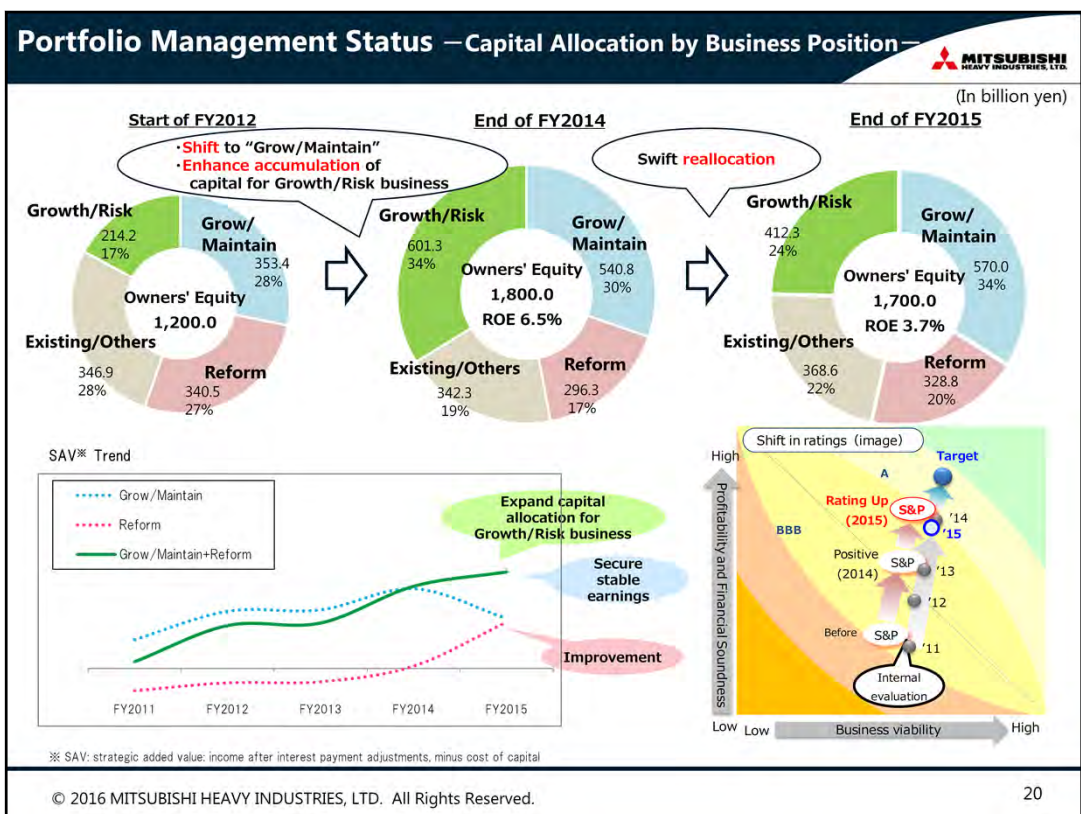 Portfolio Management Status －Capital Allocation by Business Position－
MITSUBISHI
HEAVY INDUSTRIES, LTD.
(In billion yen)
Start of FY2012
End of FY2014
End of FY2015
・Shift to “Grow/Maintain”
・Enhance accumulation of
capital for Growth/Risk business
Swift reallocation
Growth/Risk
214.2
17%
Grow/
Maintain
353.4
28%
Owners' Equity
1,200.0
Existing/Others
346.9
28%
Reform
340.5
27%
Growth/Risk
601.3
34%
Grow/
Maintain
540.8
30%
Owners' Equity
1,800.0
ROE 6.5%
Existing/Others
342.3
19%
Reform
296.3
17%
Growth/Risk
412.3
24%
Grow/
Maintain
570.0
34%
Owners' Equity
1,700.0
ROE 3.7%
Existing/Others
368.6
22%
Reform
328.8
20%
SAV※ Trend
Grow/Maintain
Reform
Grow/Maintain+Reform
FY2011
FY2012
FY2013
FY2014
FY2015
Expand capital
allocation for
Growth/Risk business
Secure
stable
earnings
Improvement
Shift in ratings（image）
High
Profitability and Financial Soundness
Low
Target
A
BBB
Rating Up
(2015)
S&P
'14
'15
Positive
(2014)
S&P
'13
'12
Before
S&P
'11
Internal
evaluation
Low
Business viability
High
※ SAV: strategic added value: income after interest payment adjustments, minus cost of capital
© 2016 MITSUBISHI HEAVY INDUSTRIES, LTD. All Rights Reserved.
20